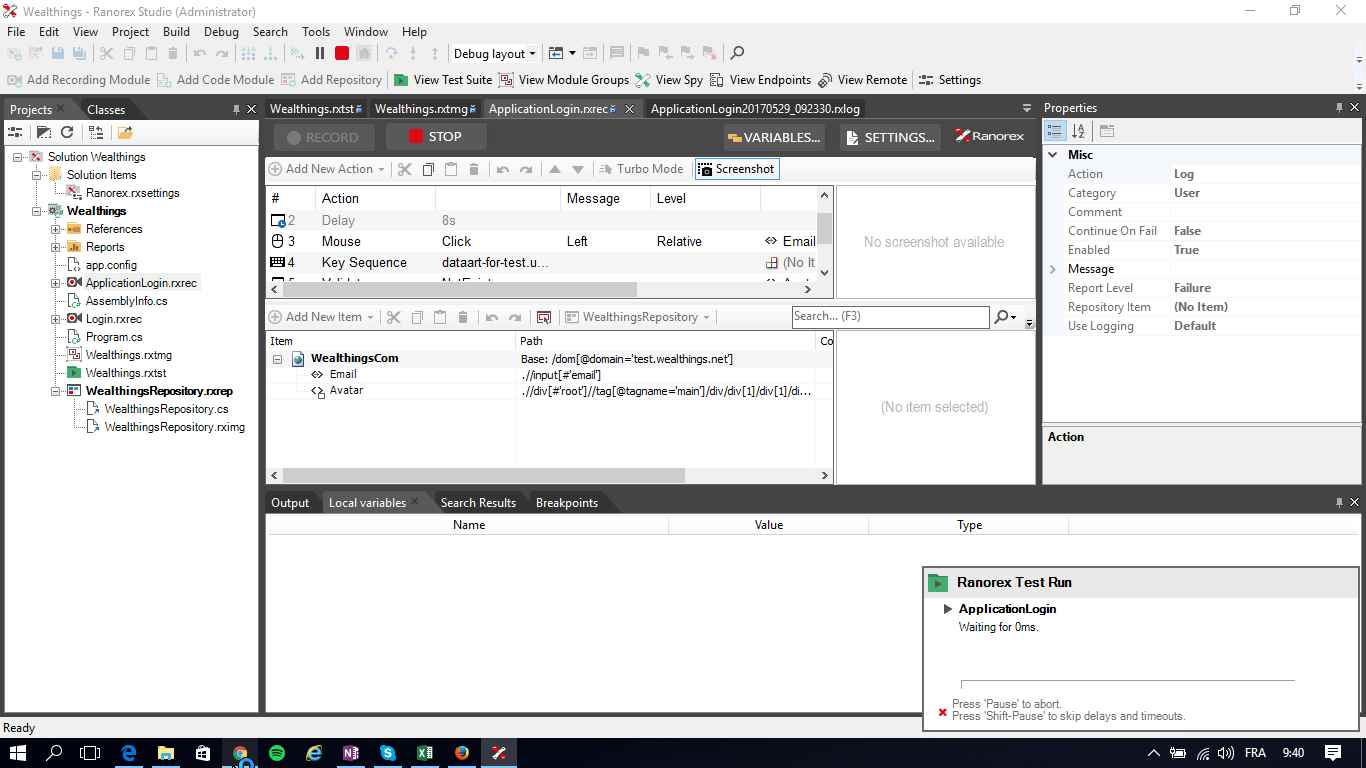 Wealthings - Ranorex Studio (Administrator)
File Edit View Project Build Debug Search Tools Window Help
Debug layout
Add Recording Module Add Code Module Add Repository View Test Suite View Module Groups View Spy View Endpoints View Remote Settings
Projects Classes
Solution Wealthings
Solution Items
Ranorex.rxsettings
Wealthings
References
Reports
app.config
ApplicationLogin.rxrec
AssemblyInfo.cs
Login.rxrec
Program.cs
Wealthings.rxtmg
Wealthings.rxtst
WealthingsRepository.rxrep
WealthingsRepository.cs
WealthingsRepository.rximg
Wealthings.rxtst Wealthings.rxtmg ApplicationLogin.rxrec ApplicationLogin20170529_092330.rxlog
RECORD STOP VARIABLES... SETTINGS... Ranorex
Add New Action Turbo Mode Screenshot
# Action Message Level
2 Delay 8s
3 Mouse Click Left Relative Email
4 Key Sequence dataart-for-test.u... (No It
No screenshot available
Add New Item WealthingsRepository Search... (F3)
Item Path Co
WealthingsCom Base: /dom[@domain='test.wealthings.net']
Email .//input[#'email']
Avatar .//div[#'root']//tag[@tagname='main']/div/div[1]/div[1]/di...
(No item selected)
Properties
Misc
Action Log
Category User
Comment
Continue On Fail False
Enabled True
Message
Report Level Failure
Repository Item (No Item)
Use Logging Default
Action
Output Local variables Search Results Breakpoints
Name Value Type
Ranorex Test Run
ApplicationLogin
Waiting for 0ms.
Press 'Pause' to abort.
Press 'Shift-Pause' to skip delays and timeouts.
Ready
FRA 9:40